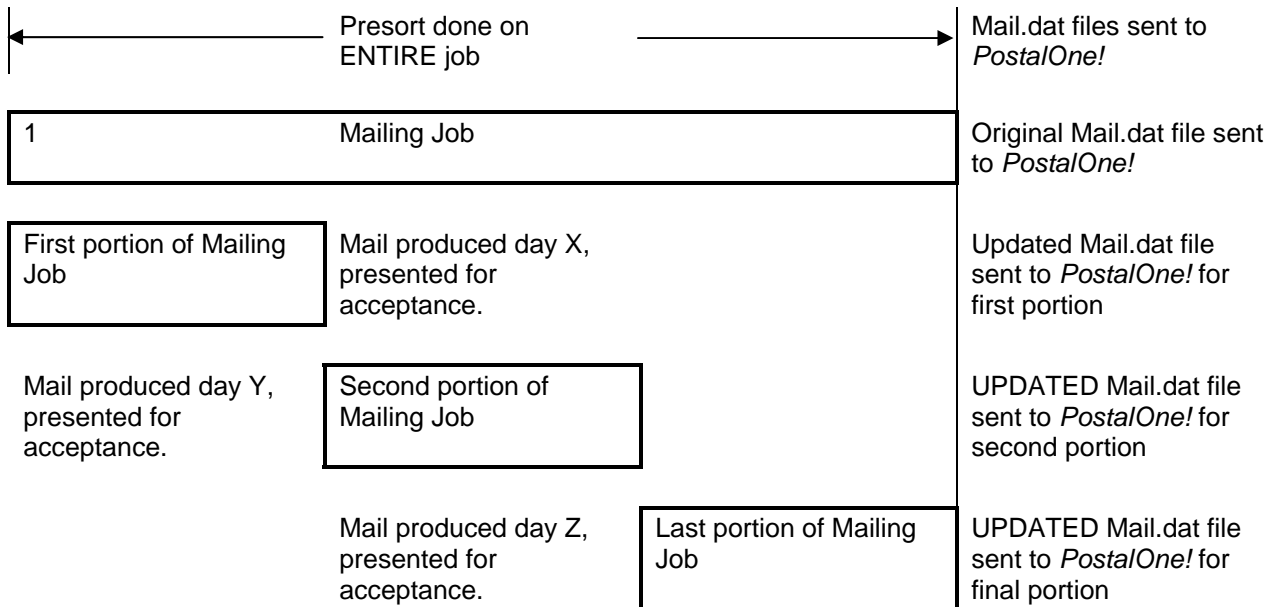 Presort done on
ENTIRE job
Mail.dat files sent to
PostalOne!
1
Mailing Job
Original Mail.dat file sent
to PostalOne!
First portion of Mailing
Job
Mail produced day X,
presented for
acceptance.
Updated Mail.dat file
sent to PostalOne! for
first portion
Mail produced day Y,
presented for
acceptance.
Second portion of
Mailing Job
UPDATED Mail.dat file
sent to PostalOne! for
second portion
Mail produced day Z,
presented for
acceptance.
Last portion of Mailing
Job
UPDATED Mail.dat file
sent to PostalOne! for
final portion